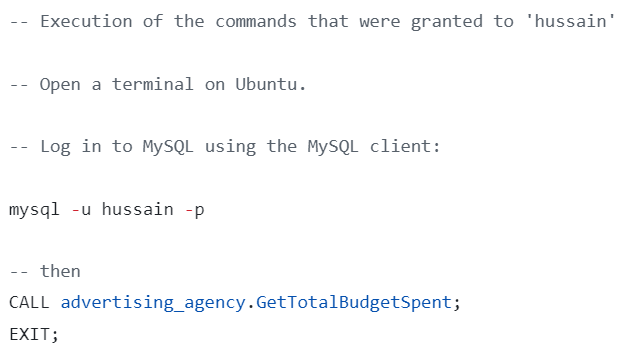 -- Execution of the commands that were granted to 'hussain'
-- Open a terminal on Ubuntu.
-- Log in to MySQL using the MySQL client:
mysql -u hussain -p
-- then
CALL advertising_agency.GetTotalBudgetSpent;
EXIT;